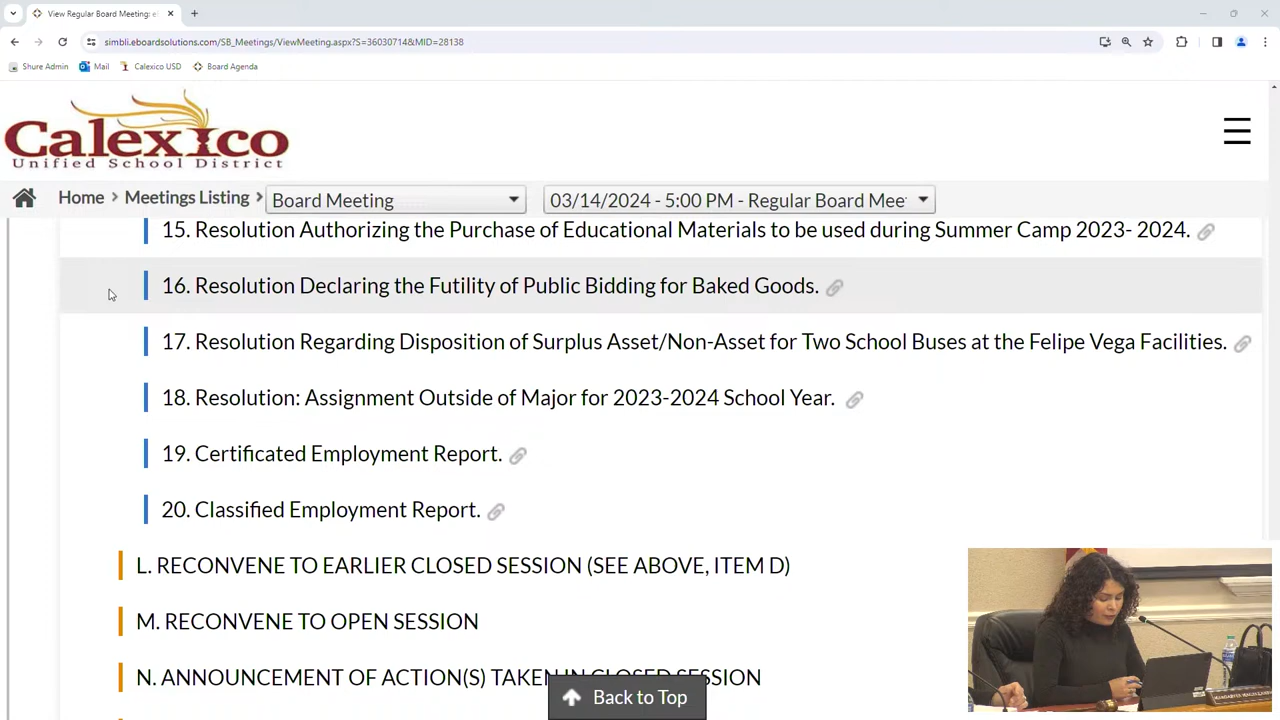 View Regular Board Meeting: e
simbli.eboardsolutions.com/SB_Meetings/ViewMeeting.aspx?S=36030714&MID=28138
Shure Admin Mail Calexico USD Board Agenda
Calexico
Unified School District
Home > Meetings Listing > Board Meeting 03/14/2024 - 5:00 PM - Regular Board Mee
15. Resolution Authorizing the Purchase of Educational Materials to be used during Summer Camp 2023- 2024.
16. Resolution Declaring the Futility of Public Bidding for Baked Goods.
17. Resolution Regarding Disposition of Surplus Asset/Non-Asset for Two School Buses at the Felipe Vega Facilities.
18. Resolution: Assignment Outside of Major for 2023-2024 School Year.
19. Certificated Employment Report.
20. Classified Employment Report.
L. RECONVENE TO EARLIER CLOSED SESSION (SEE ABOVE, ITEM D)
M. RECONVENE TO OPEN SESSION
N. ANNOUNCEMENT OF ACTION(S) TAKEN IN CLOSED SESSION
Back to Top